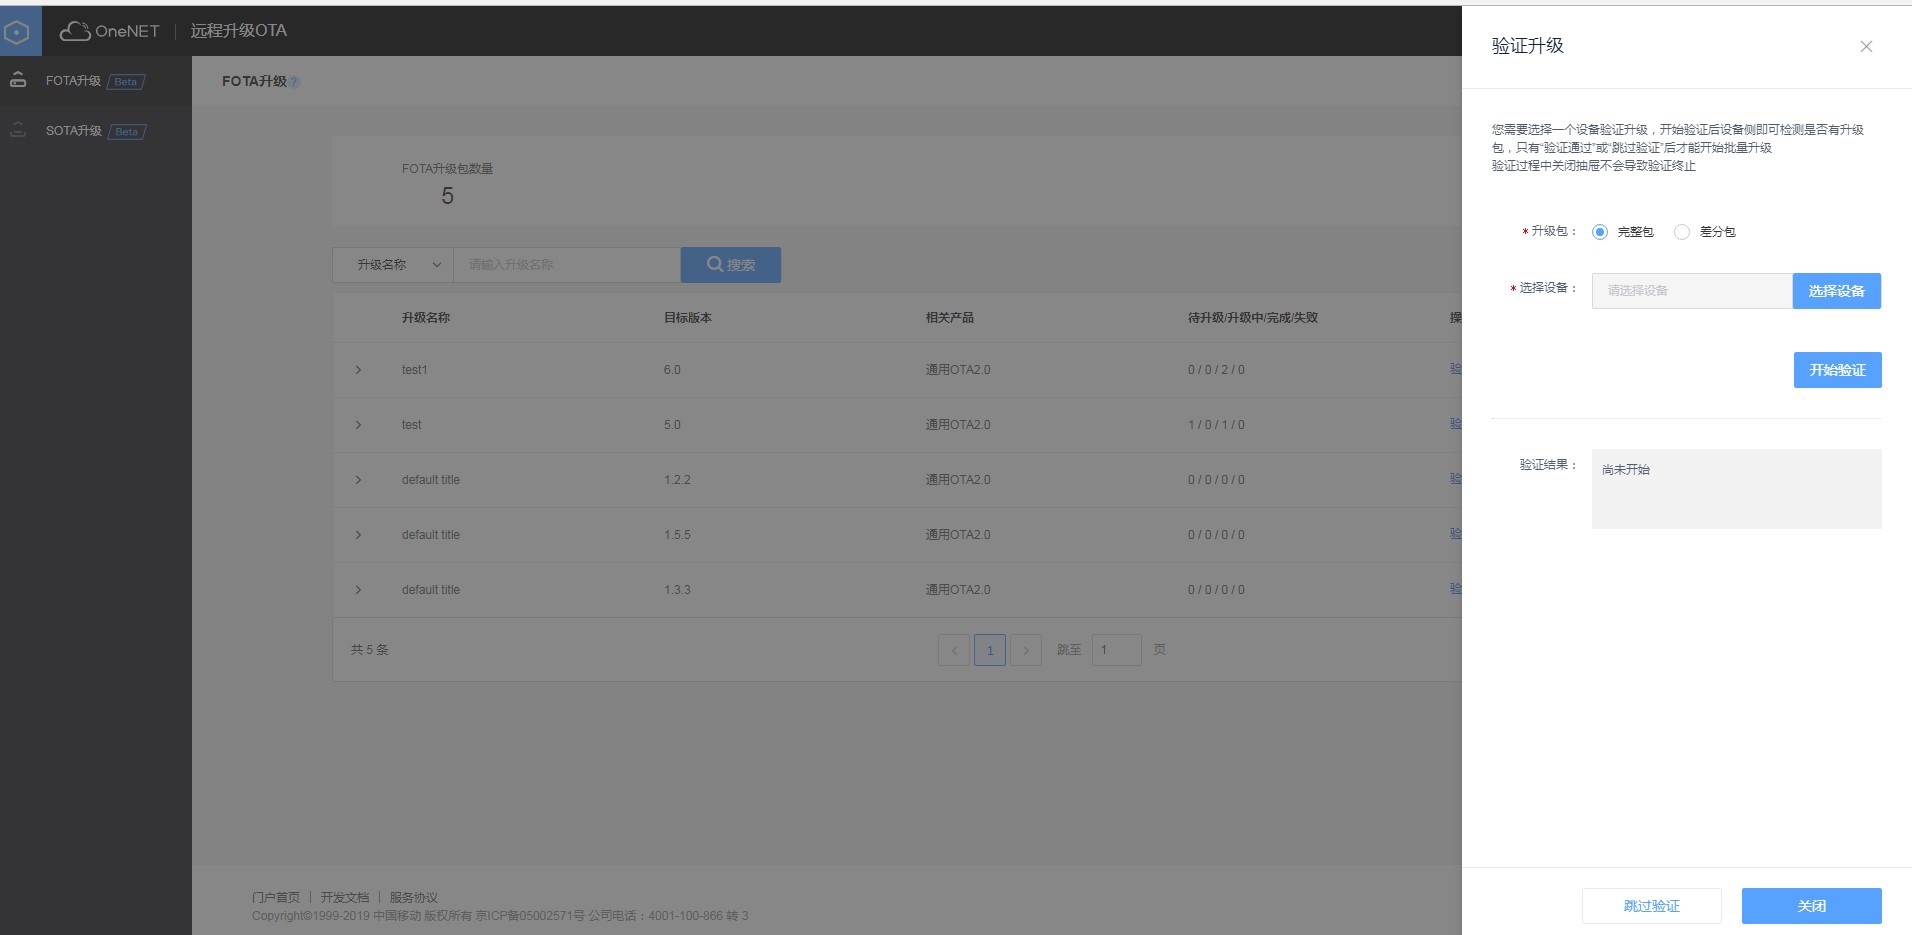 OneNET | 远程升级OTA
FOTA升级 Beta
SOTA升级 Beta
FOTA升级 ?
FOTA升级包数量
5
升级名称 请输入升级名称 搜索
升级名称 目标版本 相关产品 待升级/升级中/完成/失败 操
test1 6.0 通用OTA2.0 0 / 0 / 2 / 0 验
test 5.0 通用OTA2.0 1 / 0 / 1 / 0 验
default title 1.2.2 通用OTA2.0 0 / 0 / 0 / 0 验
default title 1.5.5 通用OTA2.0 0 / 0 / 0 / 0 验
default title 1.3.3 通用OTA2.0 0 / 0 / 0 / 0 验
共 5 条 < 1 > 跳至 1 页
门户首页 | 开发文档 | 服务协议
Copyright©1999-2019 中国移动 版权所有 京ICP备05002571号 公司电话：4001-100-866 转 3
验证升级
您需要选择一个设备验证升级，开始验证后设备侧即可检测是否有升级
包，只有“验证通过”或“跳过验证”后才能开始批量升级
验证过程中关闭抽屉不会导致验证终止
* 升级包： 完整包 差分包
* 选择设备： 请选择设备 选择设备
开始验证
验证结果： 尚未开始
跳过验证 关闭